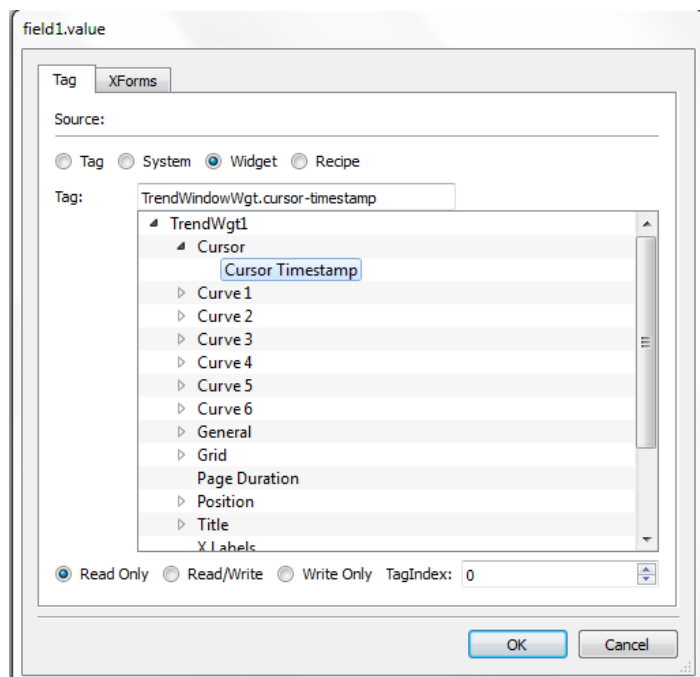 field1.value
Tag XForms
Source:
Tag System Widget Recipe
Tag: TrendWindowWgt.cursor-timestamp
TrendWgt1
Cursor
Cursor Timestamp
Curve 1
Curve 2
Curve 3
Curve 4
Curve 5
Curve 6
General
Grid
Page Duration
Position
Title
X Labels
Read Only Read/Write Write Only TagIndex: 0
OK Cancel